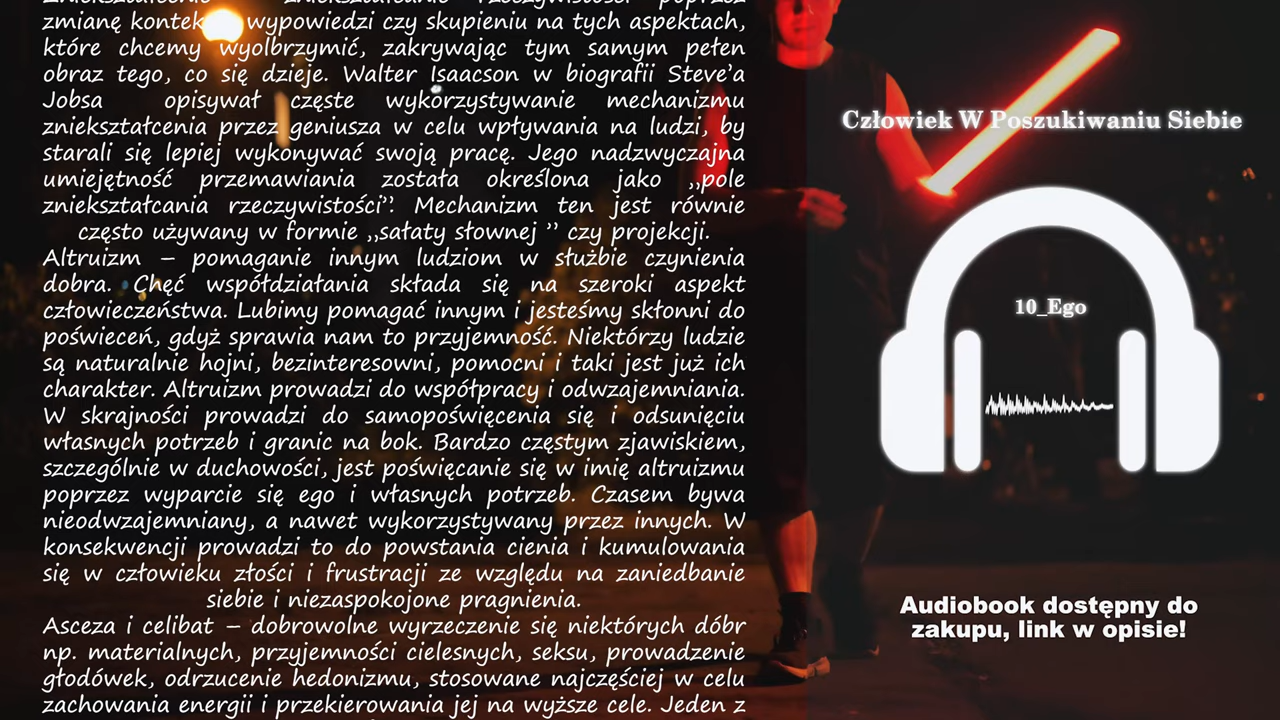 Zniekształcenie – zniekształcanie rzeczywistości poprzez
zmianę kontekstu wypowiedzi czy skupieniu na tych aspektach,
które chcemy wyolbrzymić, zakrywając tym samym pełen
obraz tego, co się dzieje. Walter Isaacson w biografii Steve’a
Jobsa opisywał częste wykorzystywanie mechanizmu
zniekształcenia przez geniusza w celu wpływania na ludzi, by
starali się lepiej wykonywać swoją pracę. Jego nadzwyczajna
umiejętność przemawiania została określona jako „pole
zniekształcania rzeczywistości”! Mechanizm ten jest równie
często używany w formie „sałaty słownej ” czy projekcji.
Altruizm – pomaganie innym ludziom w służbie czynienia
dobra. Chęć współdziałania składa się na szeroki aspekt
człowieczeństwa. Lubimy pomagać innym i jesteśmy skłonni do
poświeceń, gdyż sprawia nam to przyjemność. Niektórzy ludzie
są naturalnie hojni, bezinteresowni, pomocni i taki jest już ich
charakter. Altruizm prowadzi do współpracy i odwzajemniania.
W skrajności prowadzi do samopoświęcenia się i odsunięciu
własnych potrzeb i granic na bok. Bardzo częstym zjawiskiem,
szczególnie w duchowości, jest poświęcanie się w imię altruizmu
poprzez wyparcie się ego i własnych potrzeb. Czasem bywa
nieodwzajemniany, a nawet wykorzystywany przez innych. W
konsekwencji prowadzi to do powstania cienia i kumulowania
się w człowieku złości i frustracji ze względu na zaniedbanie
siebie i niezaspokojone pragnienia.
Asceza i celibat – dobrowolne wyrzeczenie się niektórych dóbr
np. materialnych, przyjemności cielesnych, seksu, prowadzenie
głodówek, odrzucenie hedonizmu, stosowane najczęściej w celu
zachowania energii i przekierowania jej na wyższe cele. Jeden z
Człowiek W Poszukiwaniu Siebie
10_Ego
Audiobook dostępny do
zakupu, link w opisie!